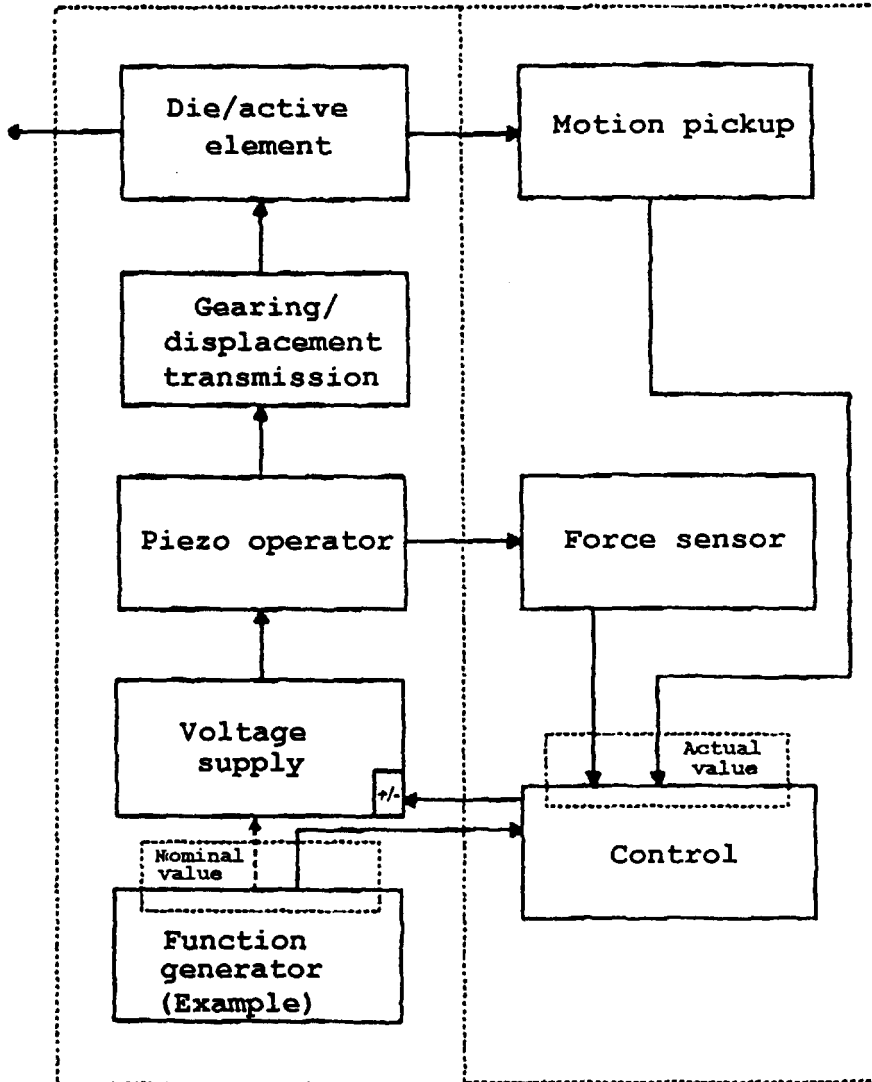 Die/active
element
Motion pickup
Gearing/
displacement
transmission
Piezo operator
Force sensor
Voltage
supply
+/-
Actual
value
Nominal
value
Control
Function
generator
(Example)